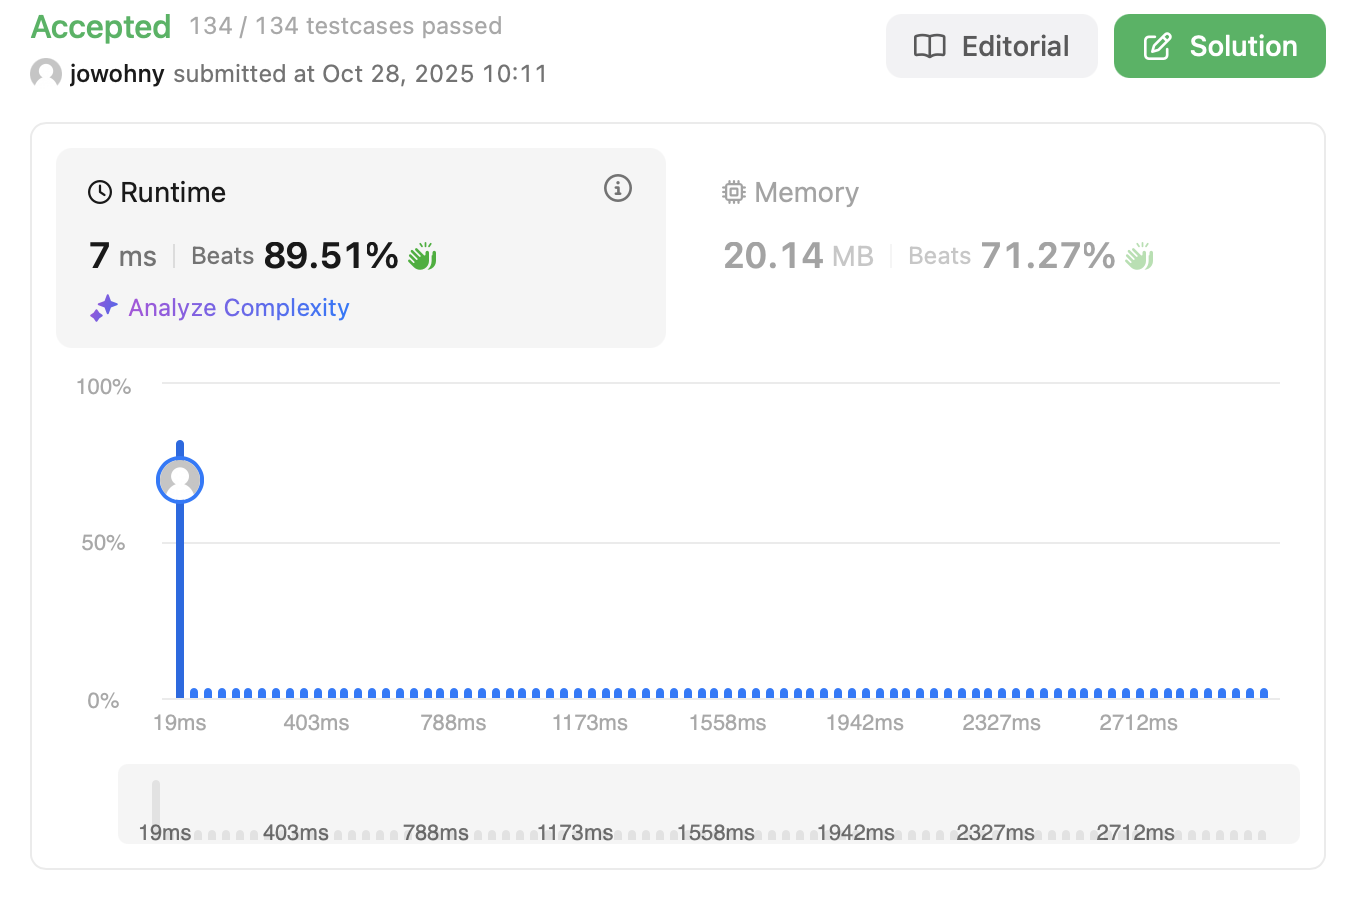 Accepted 134 / 134 testcases passed
jowohny submitted at Oct 28, 2025 10:11
Editorial
Solution
Runtime
7 ms Beats 89.51%
Analyze Complexity
Memory
20.14 MB Beats 71.27%
100%
50%
0%
19ms 403ms 788ms 1173ms 1558ms 1942ms 2327ms 2712ms
19ms 403ms 788ms 1173ms 1558ms 1942ms 2327ms 2712ms